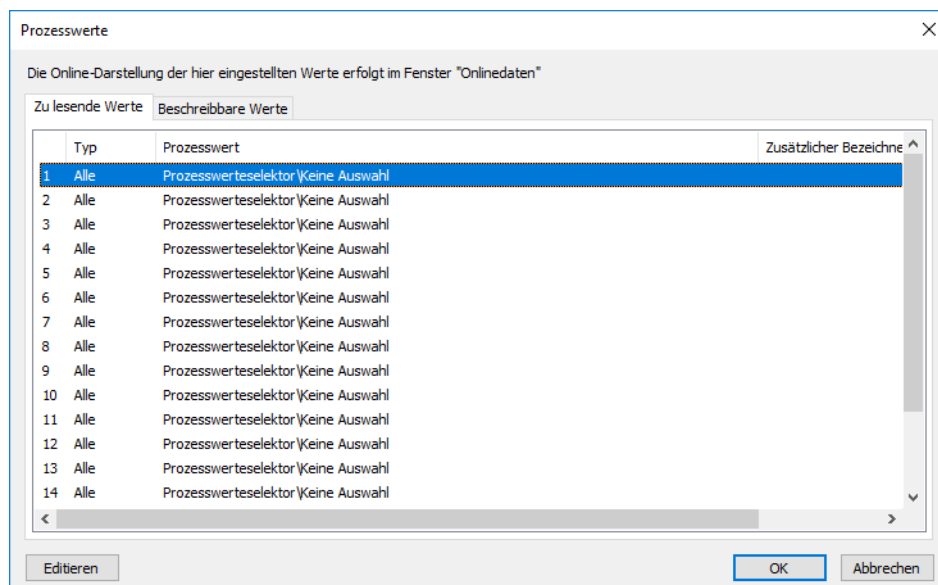 Prozesswerte
Die Online-Darstellung der hier eingestellten Werte erfolgt im Fenster "Onlinedaten"
Zu lesende Werte Beschreibbare Werte
Typ Prozesswert Zusätzlicher Bezeichne
1 Alle Prozesswerteselektor\Keine Auswahl
2 Alle Prozesswerteselektor\Keine Auswahl
3 Alle Prozesswerteselektor\Keine Auswahl
4 Alle Prozesswerteselektor\Keine Auswahl
5 Alle Prozesswerteselektor\Keine Auswahl
6 Alle Prozesswerteselektor\Keine Auswahl
7 Alle Prozesswerteselektor\Keine Auswahl
8 Alle Prozesswerteselektor\Keine Auswahl
9 Alle Prozesswerteselektor\Keine Auswahl
10 Alle Prozesswerteselektor\Keine Auswahl
11 Alle Prozesswerteselektor\Keine Auswahl
12 Alle Prozesswerteselektor\Keine Auswahl
13 Alle Prozesswerteselektor\Keine Auswahl
14 Alle Prozesswerteselektor\Keine Auswahl
Editieren OK Abbrechen